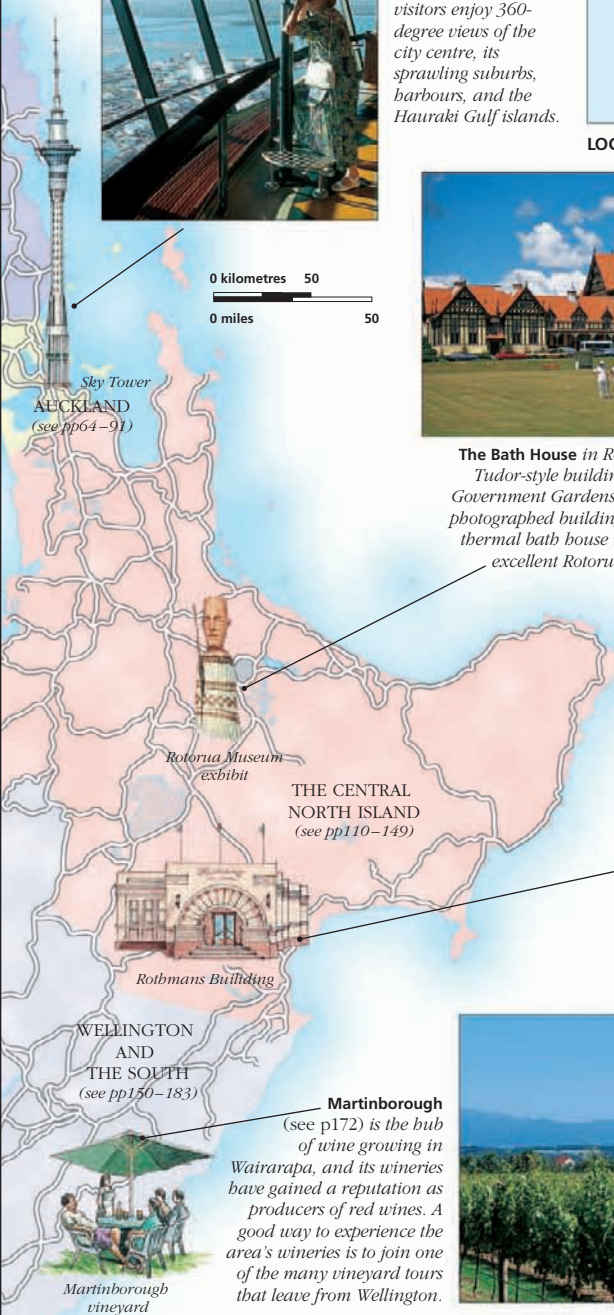 visitors enjoy 360-
degree views of the
city centre, its
sprawling suburbs,
harbours, and the
Hauraki Gulf islands.
LOC
0 kilometres 50
0 miles 50
Sky Tower
AUCKLAND
(see pp64–91)
The Bath House in R
Tudor-style buildin
Government Gardens
photographed building
thermal bath house
excellent Rotoru
Rotorua Museum
exhibit
THE CENTRAL
NORTH ISLAND
(see pp110–149)
Rothmans Builiding
WELLINGTON
AND
THE SOUTH
(see pp150–183)
Martinborough
(see p172) is the hub
of wine growing in
Wairarapa, and its wineries
have gained a reputation as
producers of red wines. A
good way to experience the
area's wineries is to join one
of the many vineyard tours
that leave from Wellington.
Martinborough
vineyard